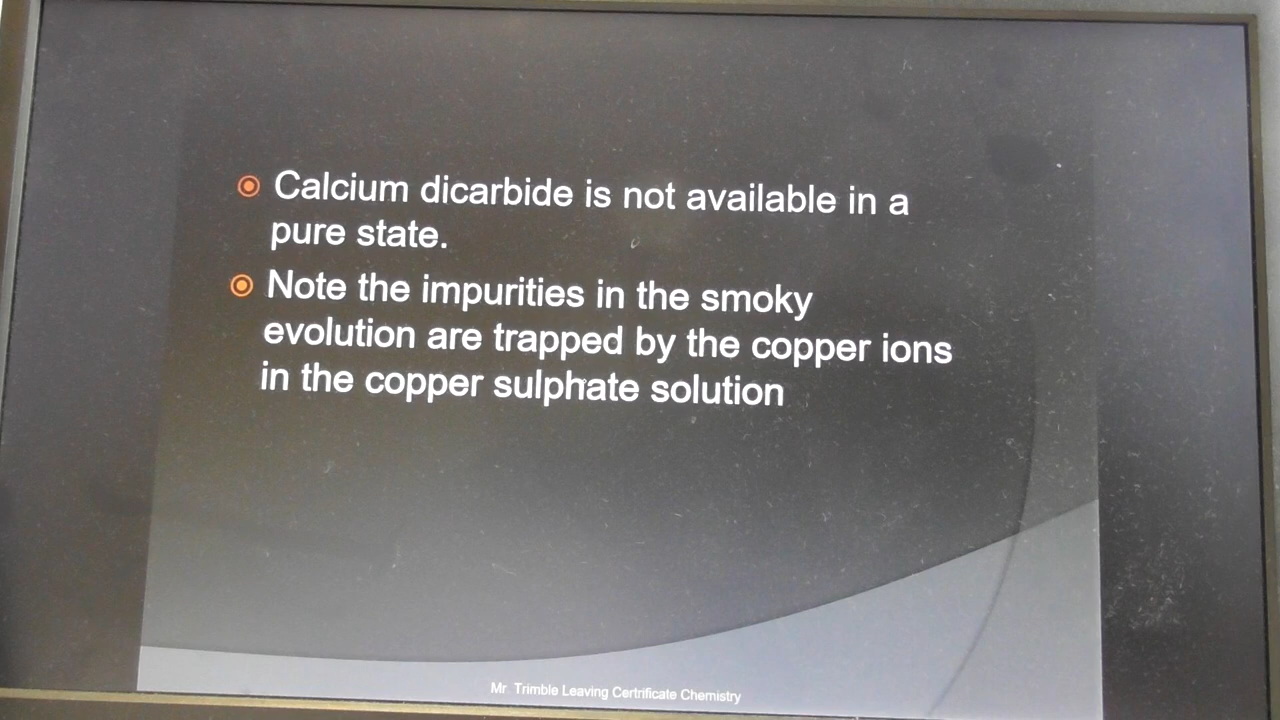 Calcium dicarbide is not available in a
pure state.
Note the impurities in the smoky
evolution are trapped by the copper ions
in the copper sulphate solution
Mr Trimble Leaving Certrificate Chemistry